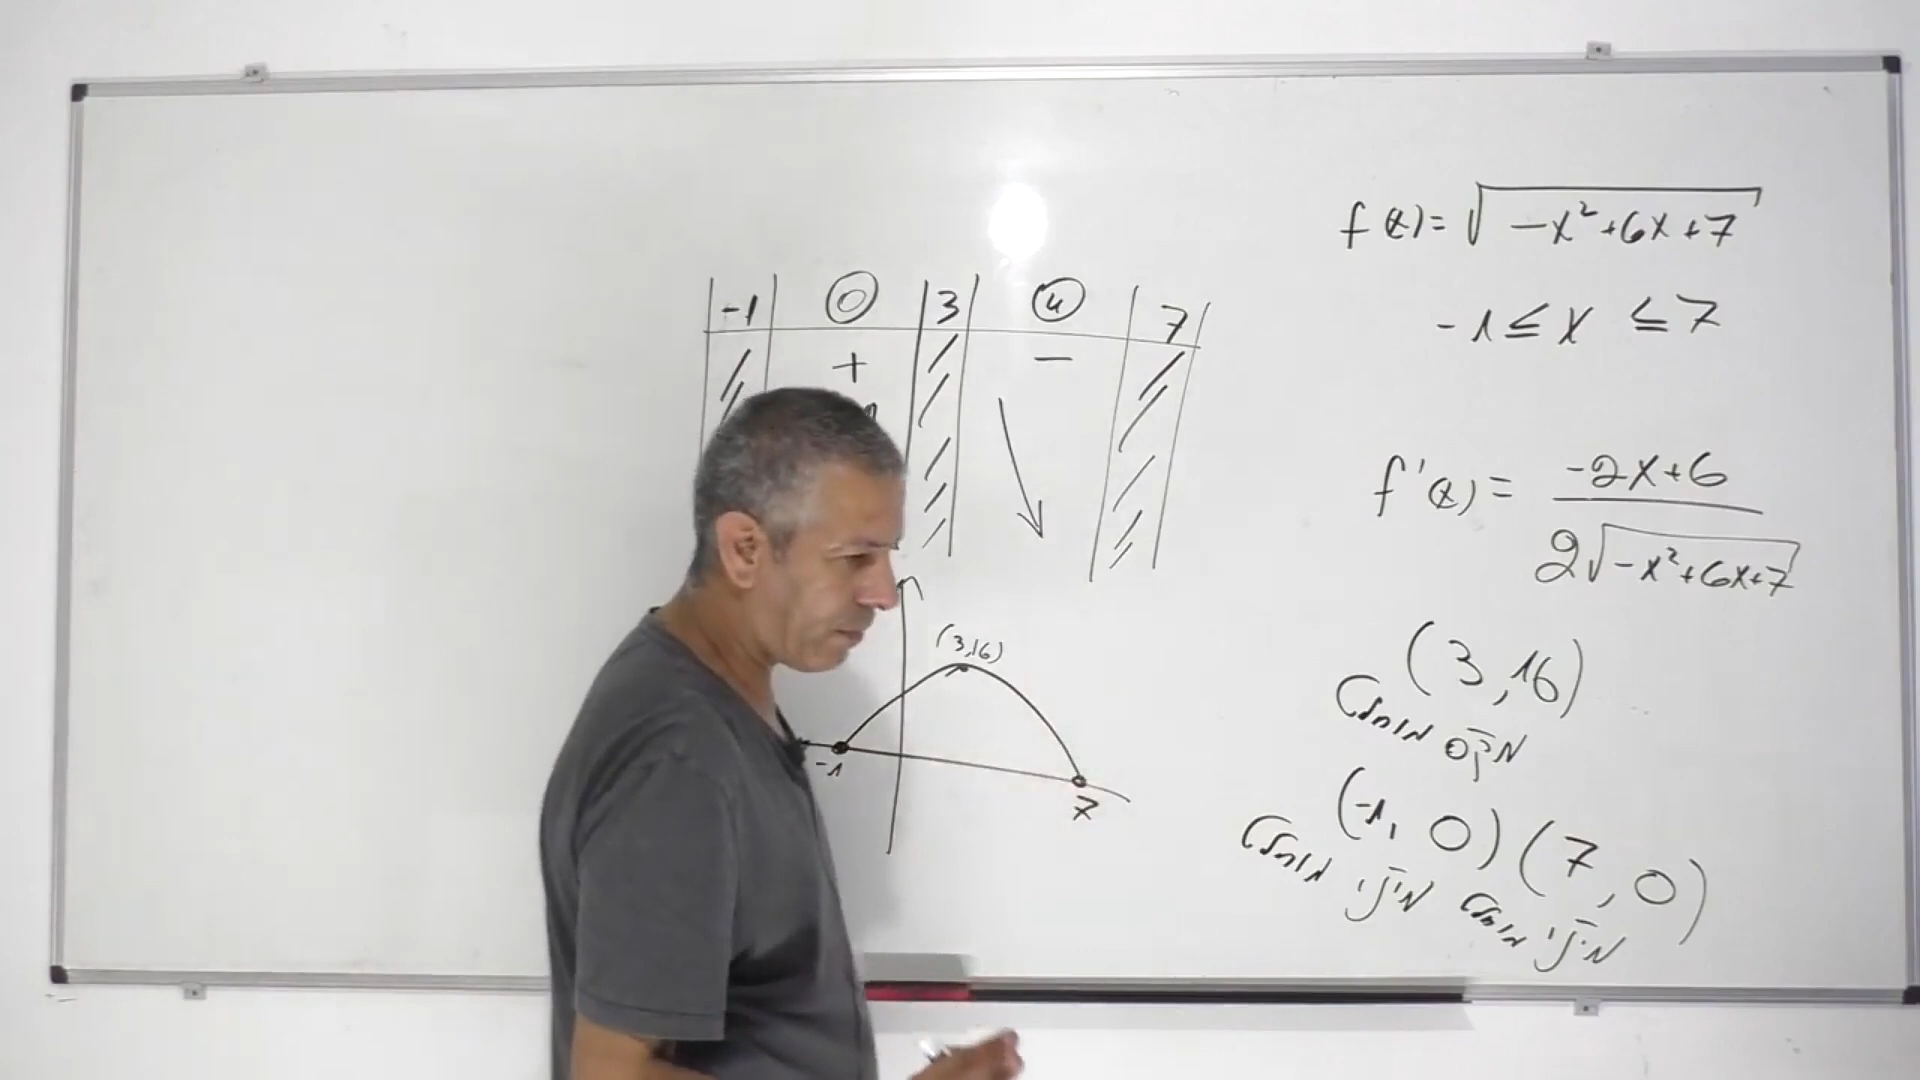 f(x) = √(-x²+6x+7)
-1 ≤ x ≤ 7
-1 | 0 | 3 | 4 | 7
+ -
f'(x) = (-2x+6) / (2√(-x²+6x+7))
(3,16)
-1
7
(3,16)
מקס מוחלט
(-1, 0) (7, 0)
מינ' מוחלט מינ' מוחלט